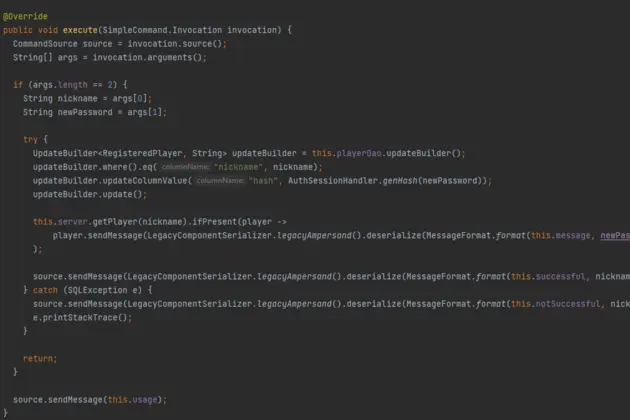 @Override
public void execute(SimpleCommand.Invocation invocation) {
CommandSource source = invocation.source();
String[] args = invocation.arguments();
if (args.length == 2) {
String nickname = args[0];
String newPassword = args[1];
try {
UpdateBuilder<RegisteredPlayer, String> updateBuilder = this.playerDao.updateBuilder();
updateBuilder.where().eq( columnName: "nickname", nickname);
updateBuilder.updateColumnValue( columnName: "hash", AuthSessionHandler.genHash(newPassword));
updateBuilder.update();
this.server.getPlayer(nickname).ifPresent(player ->
player.sendMessage(LegacyComponentSerializer.legacyAmpersand().deserialize(MessageFormat.format(this.message, newPas
);
source.sendMessage(LegacyComponentSerializer.legacyAmpersand().deserialize(MessageFormat.format(this.successful, nicknam
} catch (SQLException e) {
source.sendMessage(LegacyComponentSerializer.legacyAmpersand().deserialize(MessageFormat.format(this.notSuccessful, nick
e.printStackTrace();
}
return;
}
source.sendMessage(this.usage);
}